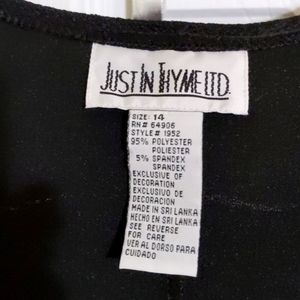 JUST IN THYME LTD.
SIZE: 14
RN# 64906
STYLE# 1952
95% POLYESTER
POLIESTER
5% SPANDEX
SPANDEX
EXCLUSIVE OF
DECORATION
EXCLUSIVO DE
DECORACION
MADE IN SRI LANKA
HECHO EN SRI LANKA
SEE REVERSE
FOR CARE
VER AL DORSO PARA
CUIDADO